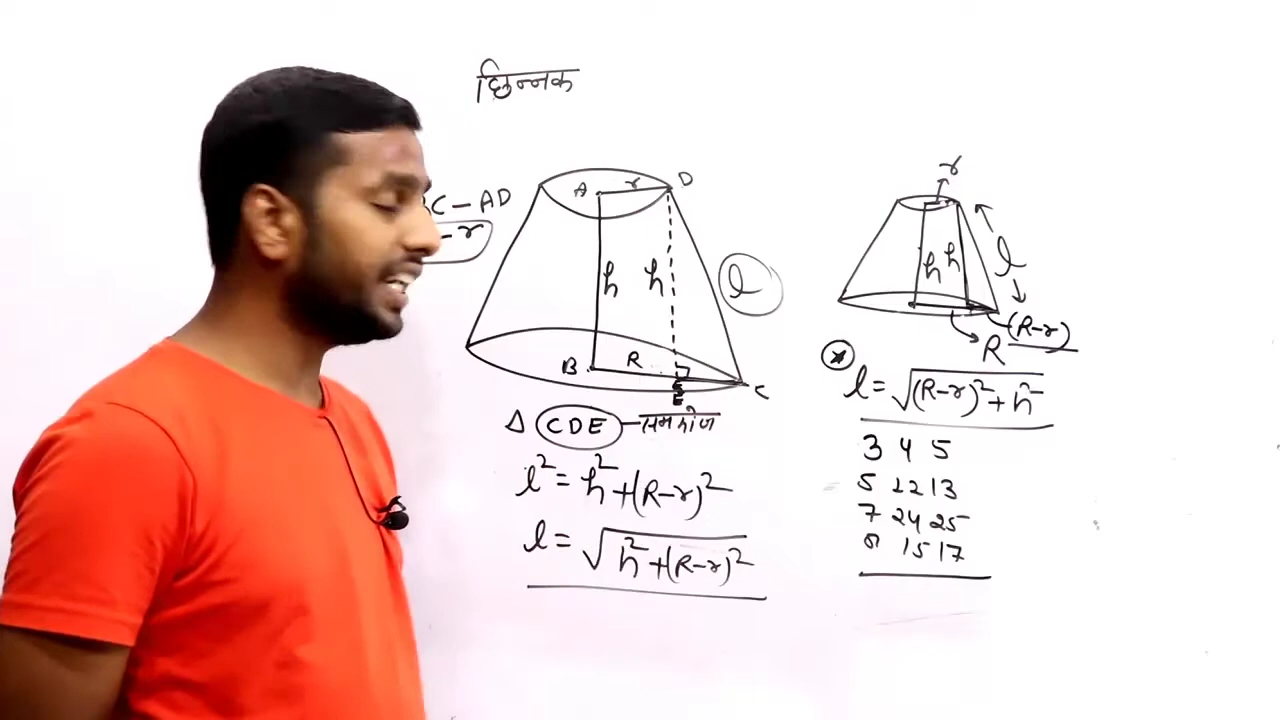 छिन्नक
C - AD
- r
A r D
h h l
B R C
E
Δ CDE - समकोण
l² = h² + (R-r)²
l = √h² + (R-r)²
r
h h l
R (R-r)
l = √(R-r)² + h²
3 4 5
5 12 13
7 24 25
8 15 17